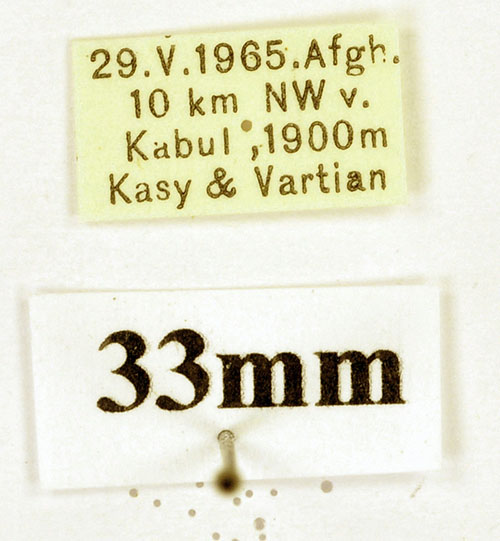 29.V.1965.Afgh.
10 km NW v.
Kabul ,1900m
Kasy & Vartian
33mm